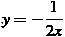 y = −1/(2x)